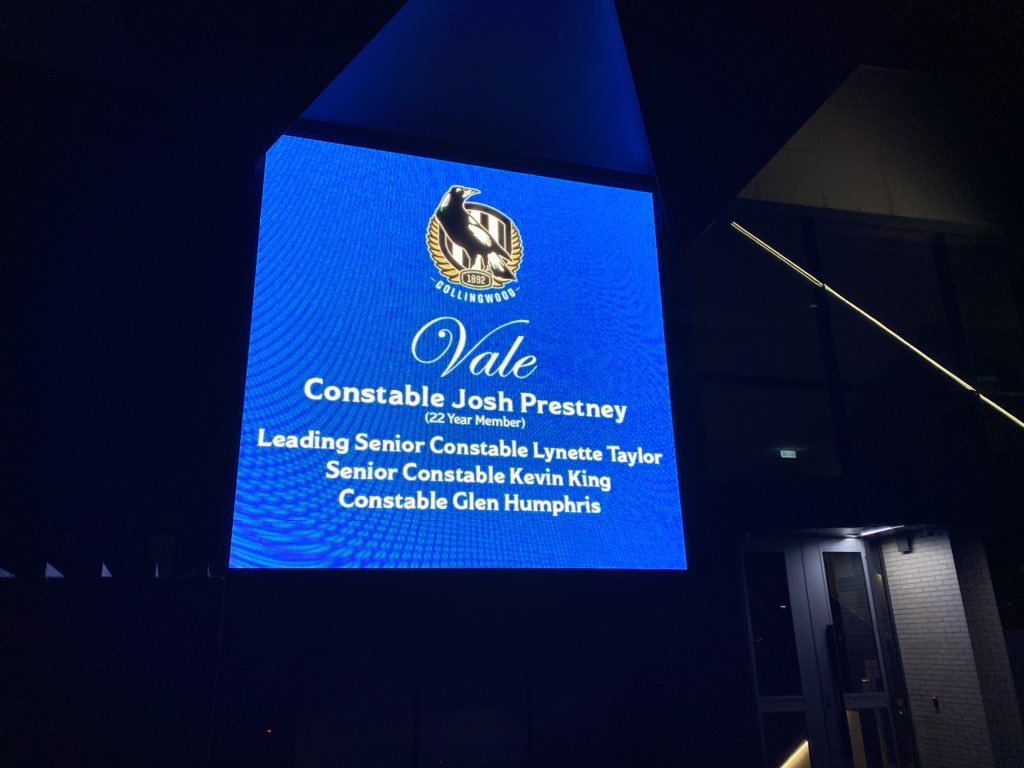 1892
COLLINGWOOD
Vale
Constable Josh Prestney
(22 Year Member)
Leading Senior Constable Lynette Taylor
Senior Constable Kevin King
Constable Glen Humphris